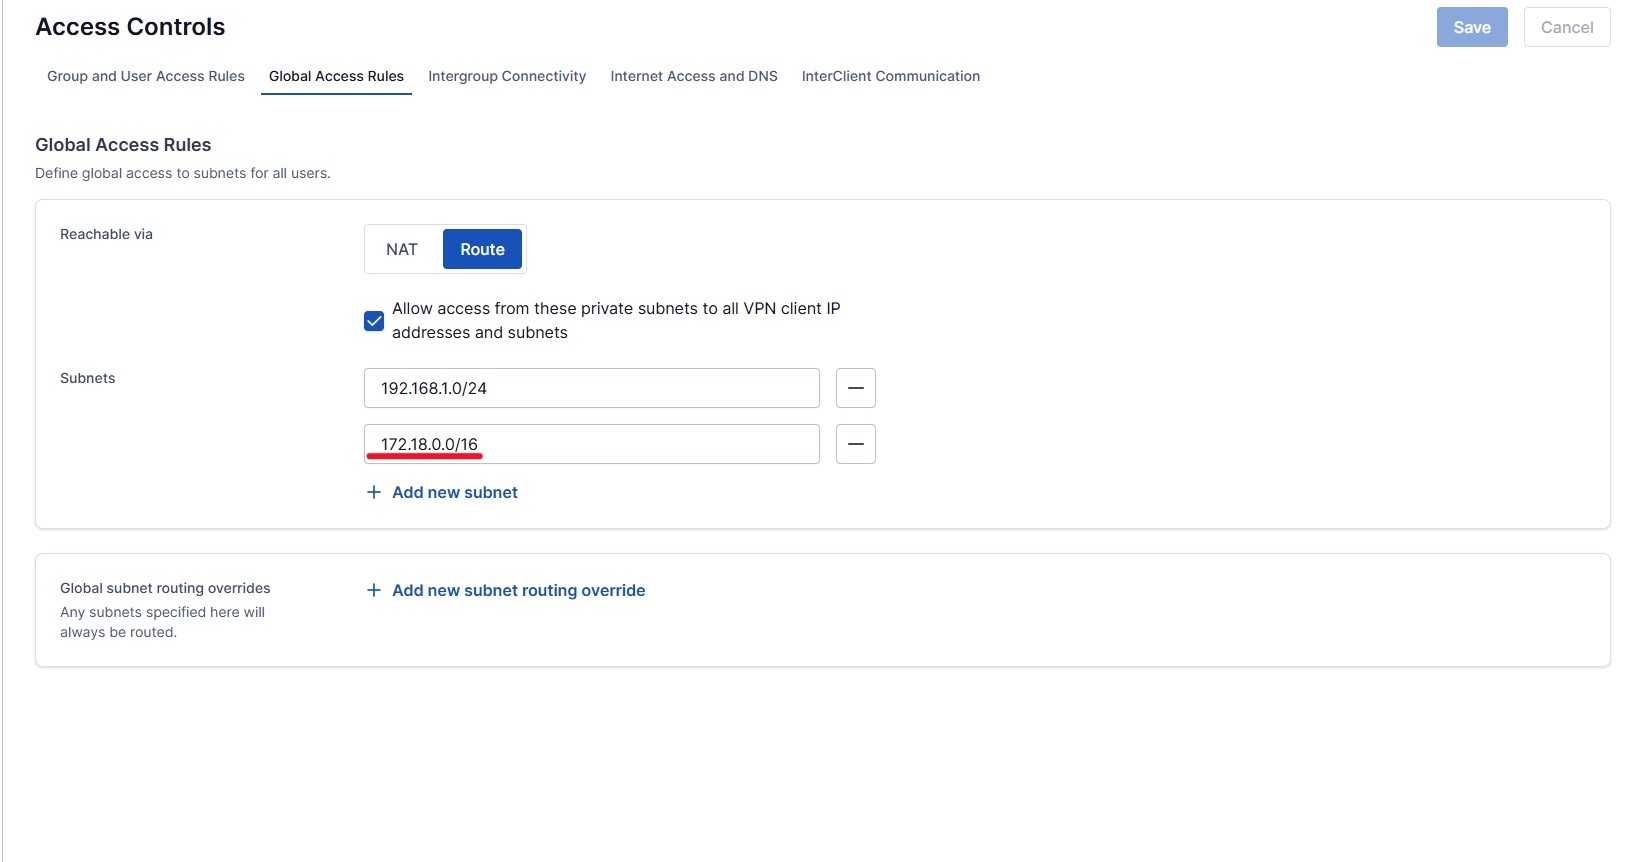 Access Controls
Save
Cancel
Group and User Access Rules
Global Access Rules
Intergroup Connectivity
Internet Access and DNS
InterClient Communication
Global Access Rules
Define global access to subnets for all users.
Reachable via
NAT
Route
Allow access from these private subnets to all VPN client IP
addresses and subnets
Subnets
192.168.1.0/24
172.18.0.0/16
Add new subnet
Global subnet routing overrides
Any subnets specified here will
always be routed.
Add new subnet routing override